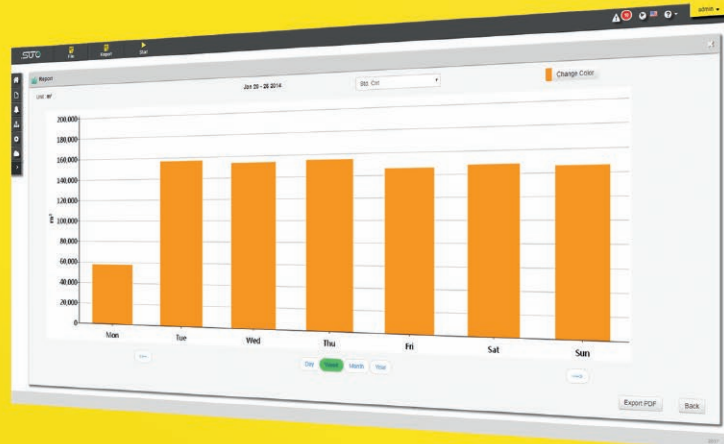 admin
SUTO
File
Report
Start
Report
Unit: m³
Jan 20 - 26 2014
Std. Cnt
Change Color
200,000
180,000
160,000
140,000
120,000
100,000
80,000
60,000
40,000
20,000
0
m³
Mon
Tue
Wed
Thu
Fri
Sat
Sun
Day
Week
Month
Year
Export PDF
Back